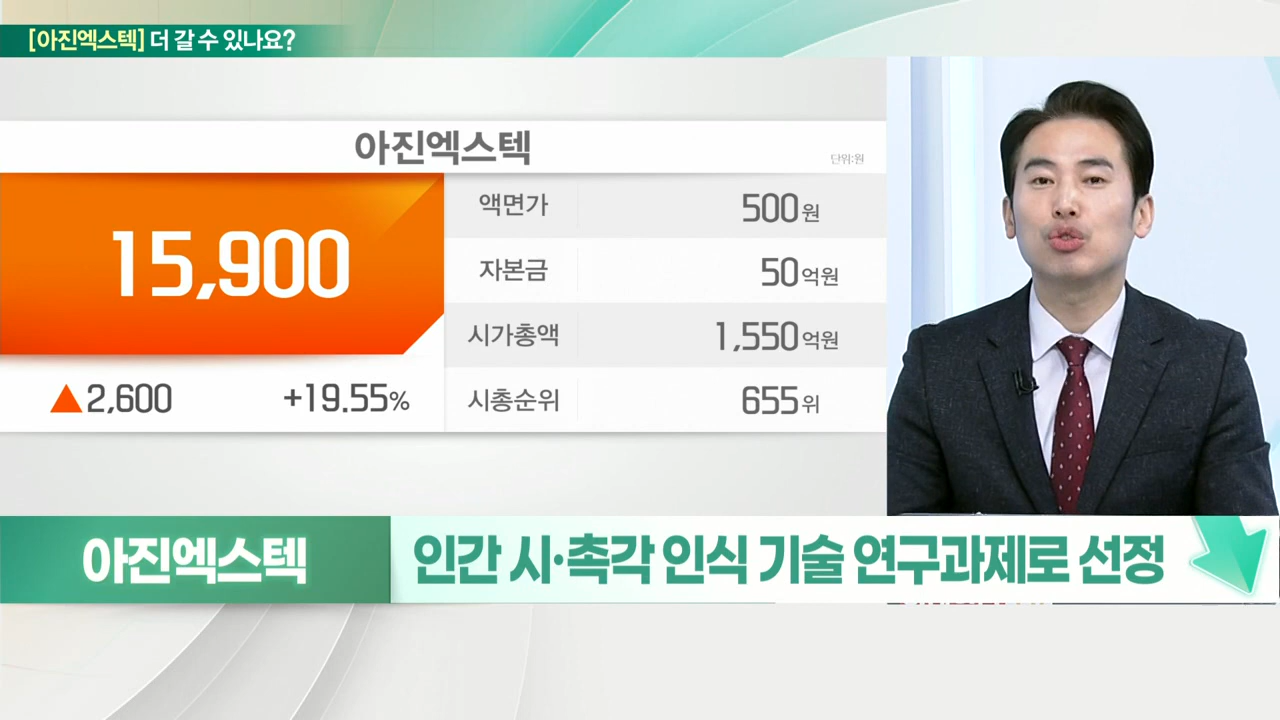 [아진엑스텍] 더 갈 수 있나요?
아진엑스텍
단위:원
15,900
▲2,600 +19.55%
액면가 500원
자본금 50억원
시가총액 1,550억원
시총순위 655위
아진엑스텍 인간 시·촉각 인식 기술 연구과제로 선정